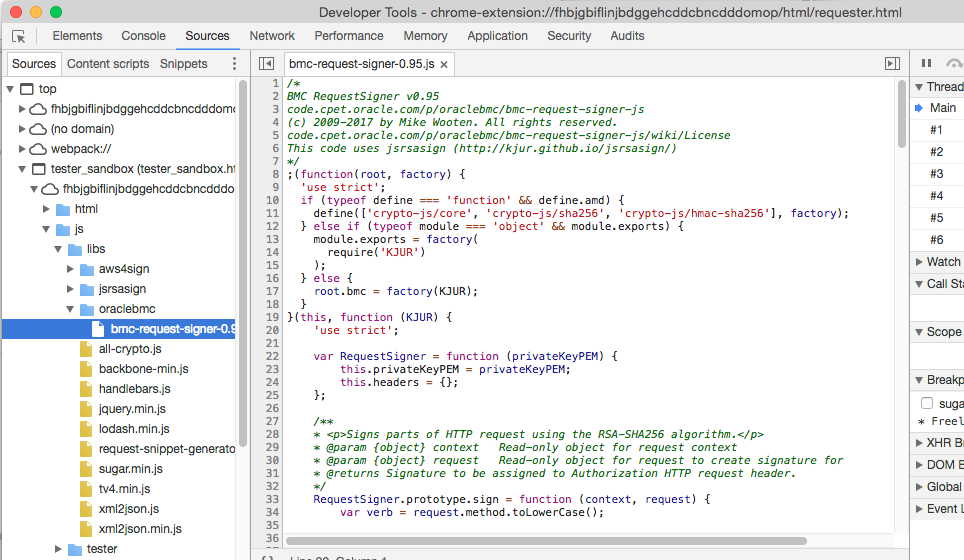 Developer Tools - chrome-extension://fhbjgbiflinjbdggehcddcbncdddomop/html/requester.html
Elements Console Sources Network Performance Memory Application Security Audits
Sources Content scripts Snippets
bmc-request-signer-0.95.js ×
top
fhbjgbiflinjbdggehcddcbncdddomo
(no domain)
webpack://
tester_sandbox (tester_sandbox.ht
fhbjgbiflinjbdggehcddcbncdddo
html
js
libs
aws4sign
jsrsasign
oraclebmc
bmc-request-signer-0.95
all-crypto.js
backbone-min.js
handlebars.js
jquery.min.js
lodash.min.js
request-snippet-generato
sugar.min.js
tv4.min.js
xml2json.js
xml2json.min.js
tester
1 /*
2 BMC RequestSigner v0.95
3 code.cpet.oracle.com/p/oraclebmc/bmc-request-signer-js
4 (c) 2009-2017 by Mike Wooten. All rights reserved.
5 code.cpet.oracle.com/p/oraclebmc/bmc-request-signer-js/wiki/License
6 This code uses jsrsasign (http://kjur.github.io/jsrsasign/)
7 */
8 ;(function(root, factory) {
9 'use strict';
10 if (typeof define === 'function' && define.amd) {
11 define(['crypto-js/core', 'crypto-js/sha256', 'crypto-js/hmac-sha256'], factory);
12 } else if (typeof module === 'object' && module.exports) {
13 module.exports = factory(
14 require('KJUR')
15 );
16 } else {
17 root.bmc = factory(KJUR);
18 }
19 }(this, function (KJUR) {
20 'use strict';
21
22 var RequestSigner = function (privateKeyPEM) {
23 this.privateKeyPEM = privateKeyPEM;
24 this.headers = {};
25 };
26
27 /**
28 * <p>Signs parts of HTTP request using the RSA-SHA256 algorithm.</p>
29 * @param {object} context Read-only object for request context
30 * @param {object} request Read-only object for request to create signature for
31 * @returns Signature to be assigned to Authorization HTTP request header.
32 */
33 RequestSigner.prototype.sign = function (context, request) {
34 var verb = request.method.toLowerCase();
35
36
Thread
Main
#1
#2
#3
#4
#5
#6
Watch
Call Sta
Scope
Breakp
suga
* Freel
XHR Br
DOM B
Global
Event L